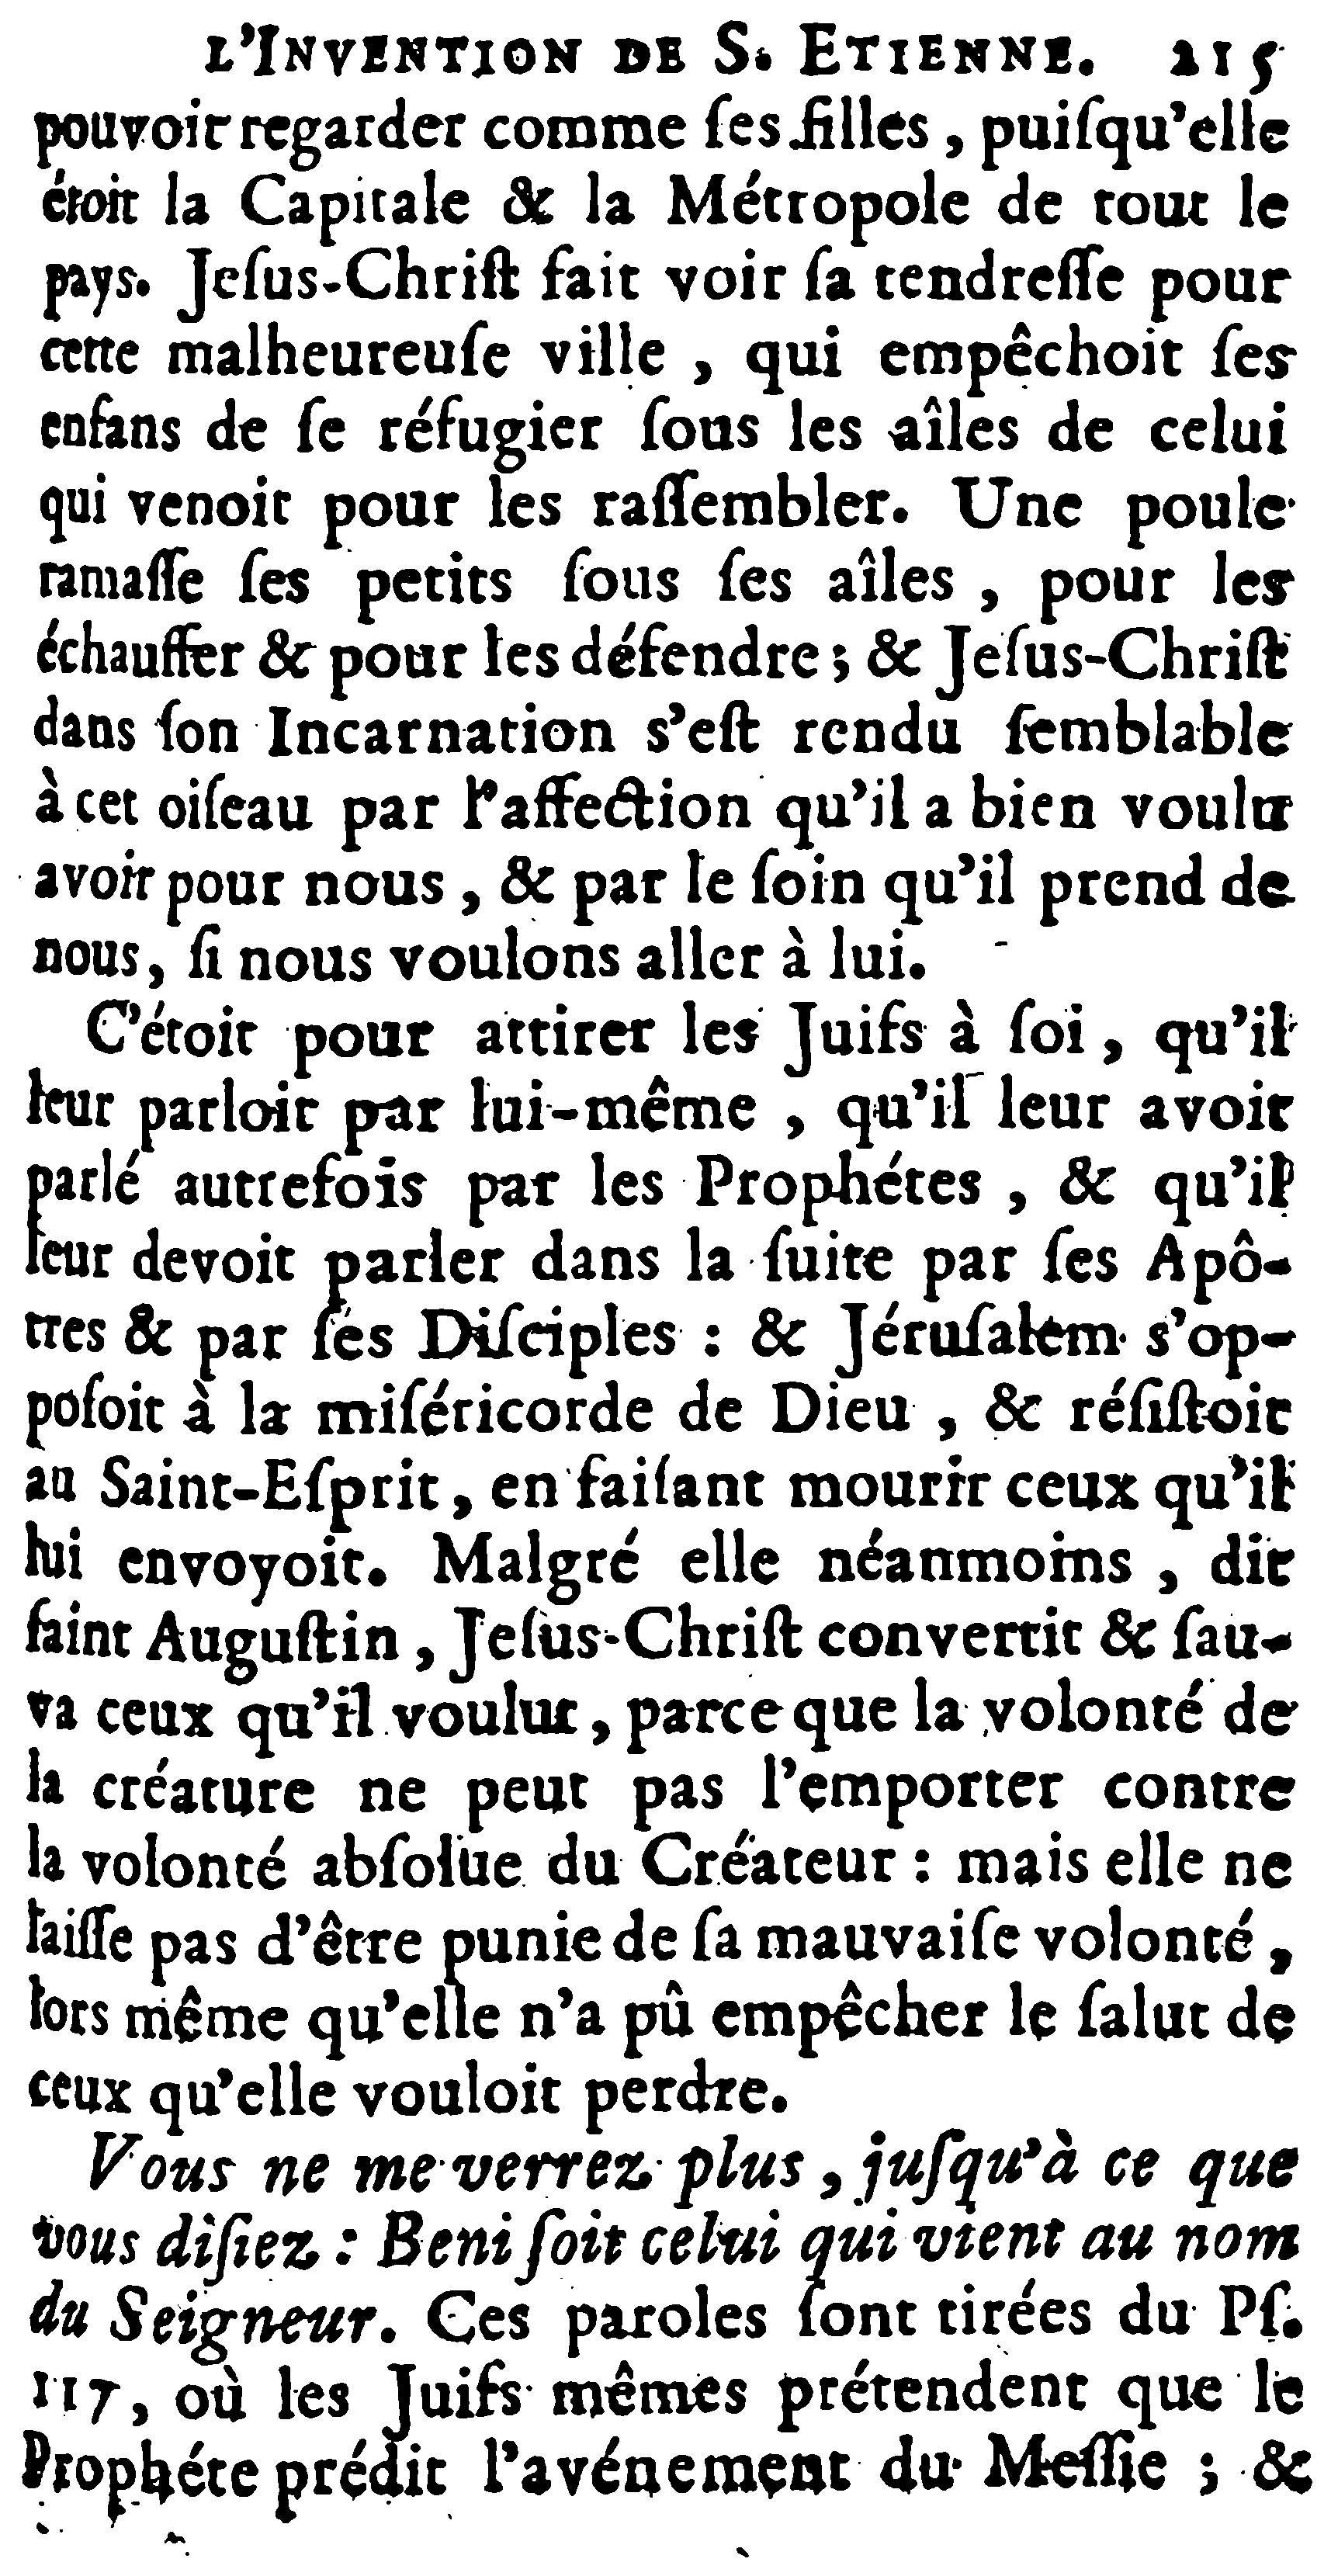 L'INVENTION DE S. ETIENNE. 215
pouvoir regarder comme ſes filles, puiſqu'elle
étoit la Capitale & la Métropole de tout le
pays. Jeſus-Chriſt fait voir ſa tendreſſe pour
cette malheureuſe ville, qui empêchoit ſes
enfans de ſe réfugier ſous les aîles de celui
qui venoit pour les raſſembler. Une poule
ramaſſe ſes petits ſous ſes aîles, pour les
échauffer & pour les défendre; & Jeſus-Chriſt
dans ſon Incarnation s'eſt rendu ſemblable
à cet oiſeau par l'affection qu'il a bien voulu
avoir pour nous, & par le ſoin qu'il prend de
nous, ſi nous voulons aller à lui.
C'étoit pour attirer les Juifs à ſoi, qu'il
leur parloit par lui-même, qu'il leur avoit
parlé autrefois par les Prophétes, & qu'il
leur devoit parler dans la ſuite par ſes Apô-
tres & par ſes Diſciples : & Jéruſalem s'op-
poſoit à la miſéricorde de Dieu, & réſiſtoit
au Saint-Eſprit, en faiſant mourir ceux qu'il
lui envoyoit. Malgré elle néanmoins, dit
ſaint Auguſtin, Jeſus-Chriſt convertit & ſau-
va ceux qu'il voulut, parce que la volonté de
la créature ne peut pas l'emporter contre
la volonté abſolue du Créateur : mais elle ne
laiſſe pas d'être punie de ſa mauvaiſe volonté,
lors même qu'elle n'a pû empêcher le ſalut de
ceux qu'elle vouloit perdre.
Vous ne me verrez plus, juſqu'à ce que
vous diſiez : Beni ſoit celui qui vient au nom
du Seigneur. Ces paroles ſont tirées du Pſ.
117, où les Juifs mêmes prétendent que le
Prophéte prédit l'avénement du Meſſie ; &